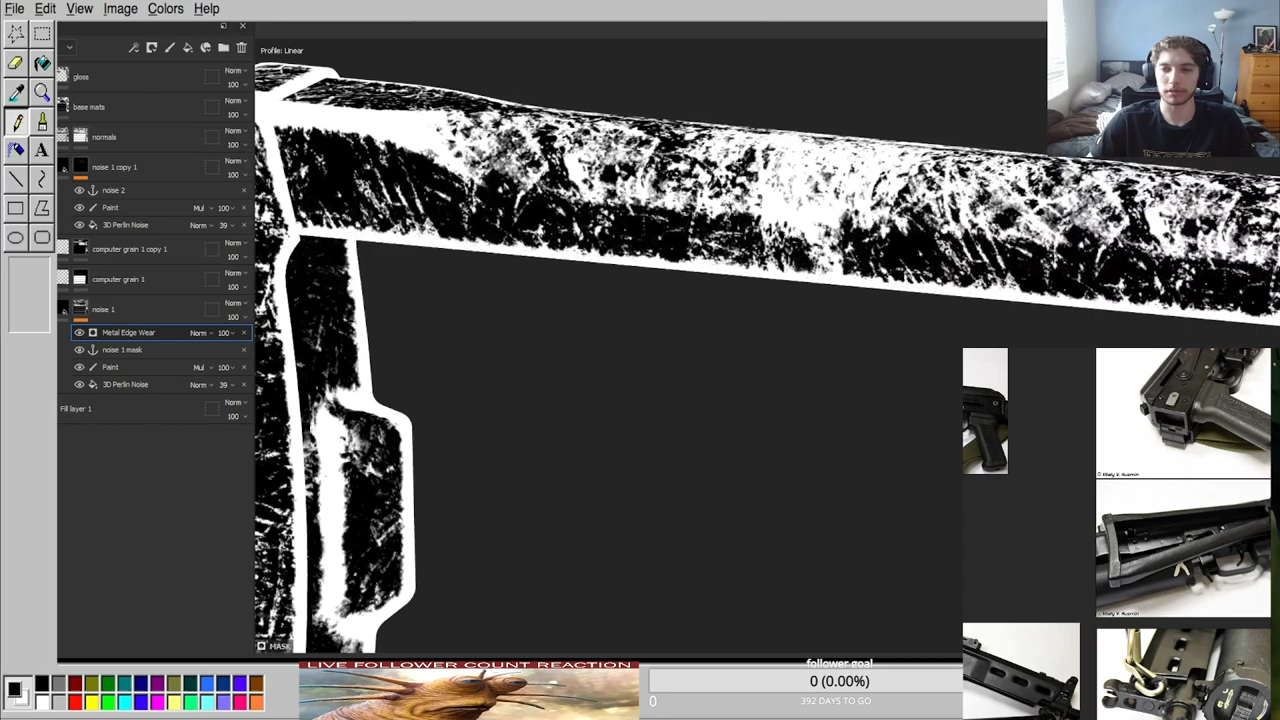 File Edit View Image Colors Help
Profile: Linear
gloss Norm 100
base mats Norm 100
normals Norm 100
noise 1 copy 1 Norm 100
noise 2
Paint Mul 100
3D Perlin Noise Norm 39
computer grain 1 copy 1 Norm 100
computer grain 1 Norm 100
noise 1 Norm 100
Metal Edge Wear Norm 100
noise 1 mask
Paint Mul 100
3D Perlin Noise Norm 39
Fill layer 1 Norm 100
MASK
A
LIVE FOLLOWER COUNT REACTION
follower goal
0 (0.00%)
0
392 DAYS TO GO